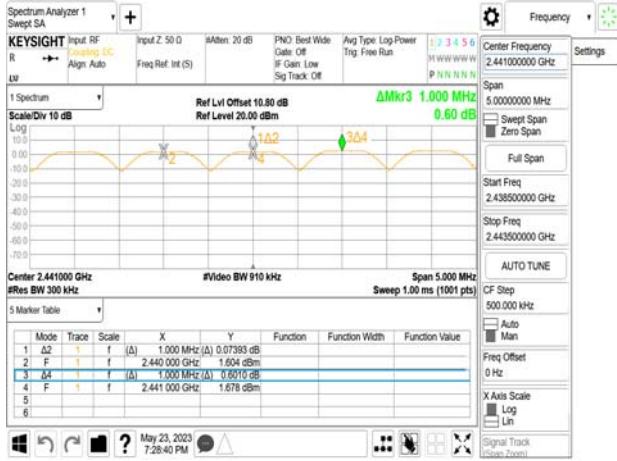 Spectrum Analyzer 1
Swept SA
Frequency
Settings
KEYSIGHT
R
Input: RF
Coupling: DC
Align: Auto
Input Z: 50 Ω
Freq Ref: Int (S)
#Atten: 20 dB
PNO: Best Wide
Gate: Off
IF Gain: Low
Sig Track: Off
Avg Type: Log-Power
Trig: Free Run
1 2 3 4 5 6
M W W W W W
P N N N N N
1 Spectrum
Scale/Div 10 dB
Ref Lvl Offset 10.80 dB
Ref Level 20.00 dBm
ΔMkr3 1.000 MHz
0.60 dB
Log
10.0
0.00
-10.0
-20.0
-30.0
-40.0
-50.0
-60.0
-70.0
2
1Δ2
4
3Δ4
Center 2.441000 GHz
#Res BW 300 kHz
#Video BW 910 kHz
Span 5.000 MHz
Sweep 1.00 ms (1001 pts)
5 Marker Table
Mode Trace Scale X Y Function Function Width Function Value
1 Δ2 1 f (Δ) 1.000 MHz (Δ) 0.07393 dB
2 F 1 f 2.440 000 GHz 1.604 dBm
3 Δ4 1 f (Δ) 1.000 MHz (Δ) 0.6010 dB
4 F 1 f 2.441 000 GHz 1.678 dBm
5
6
?
May 23, 2023
7:28:40 PM
Center Frequency
2.441000000 GHz
Span
5.00000000 MHz
Swept Span
Zero Span
Full Span
Start Freq
2.438500000 GHz
Stop Freq
2.443500000 GHz
AUTO TUNE
CF Step
500.000 kHz
Auto
Man
Freq Offset
0 Hz
X Axis Scale
Log
Lin
Signal Track
(Span Zoom)